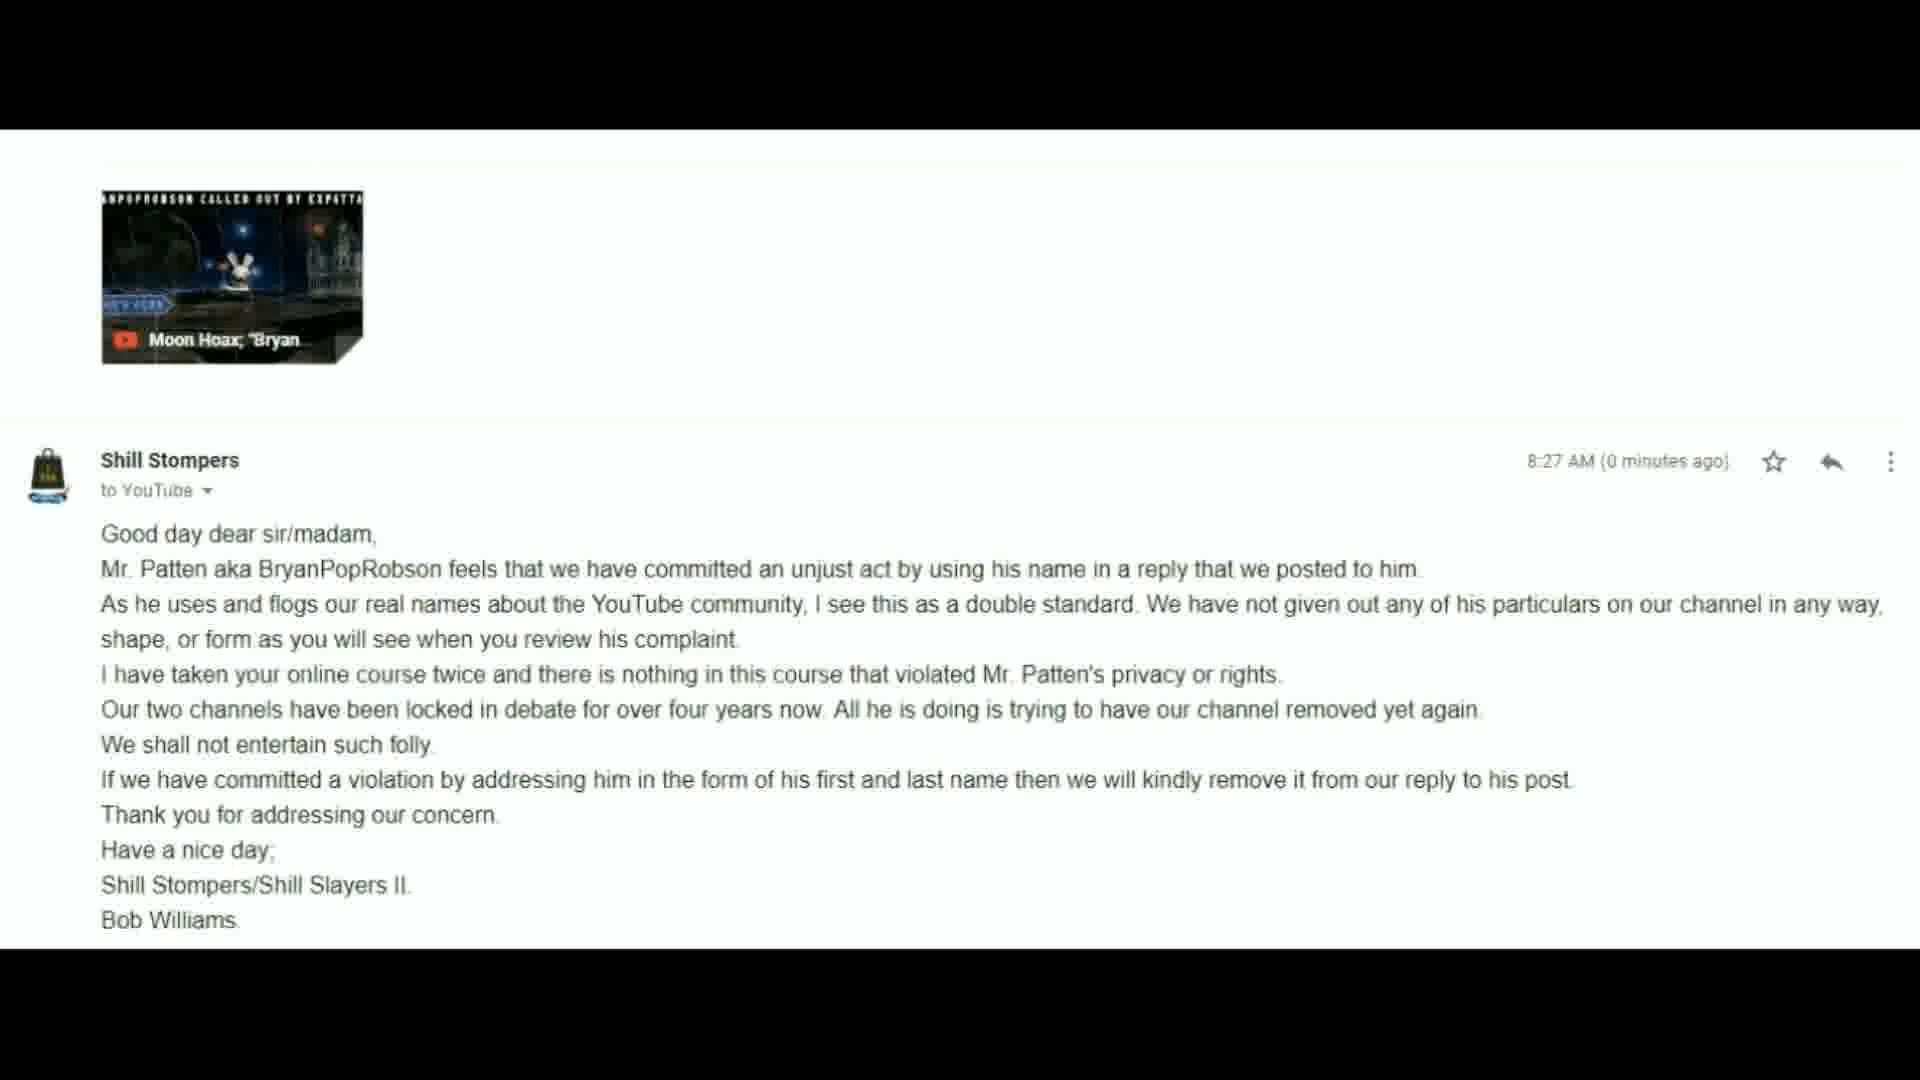 CALLED OUT BY
Moon Hoax; "Bryan
Shill Stompers
8:27 AM (0 minutes ago)
to YouTube
Good day dear sir/madam,
Mr. Patten aka BryanPopRobson feels that we have committed an unjust act by using his name in a reply that we posted to him.
As he uses and flogs our real names about the YouTube community, I see this as a double standard. We have not given out any of his particulars on our channel in any way,
shape, or form as you will see when you review his complaint.
I have taken your online course twice and there is nothing in this course that violated Mr. Patten's privacy or rights.
Our two channels have been locked in debate for over four years now. All he is doing is trying to have our channel removed yet again.
We shall not entertain such folly.
If we have committed a violation by addressing him in the form of his first and last name then we will kindly remove it from our reply to his post.
Thank you for addressing our concern.
Have a nice day;
Shill Stompers/Shill Slayers II.
Bob Williams.